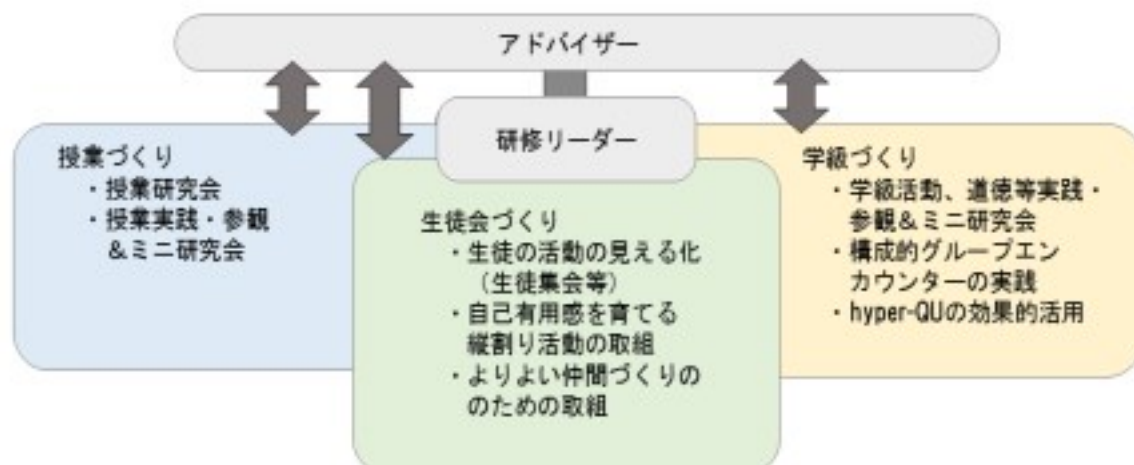 アドバイザー
研修リーダー
授業づくり
・授業研究会
・授業実践・参観
&ミニ研究会
生徒会づくり
・生徒の活動の見える化
(生徒集会等)
・自己有用感を育てる
縦割り活動の取組
・よりよい仲間づくりの
のための取組
学級づくり
・学級活動、道徳等実践・
参観&ミニ研究会
・構成的グループエン
カウンターの実践
・hyper-QUの効果的活用